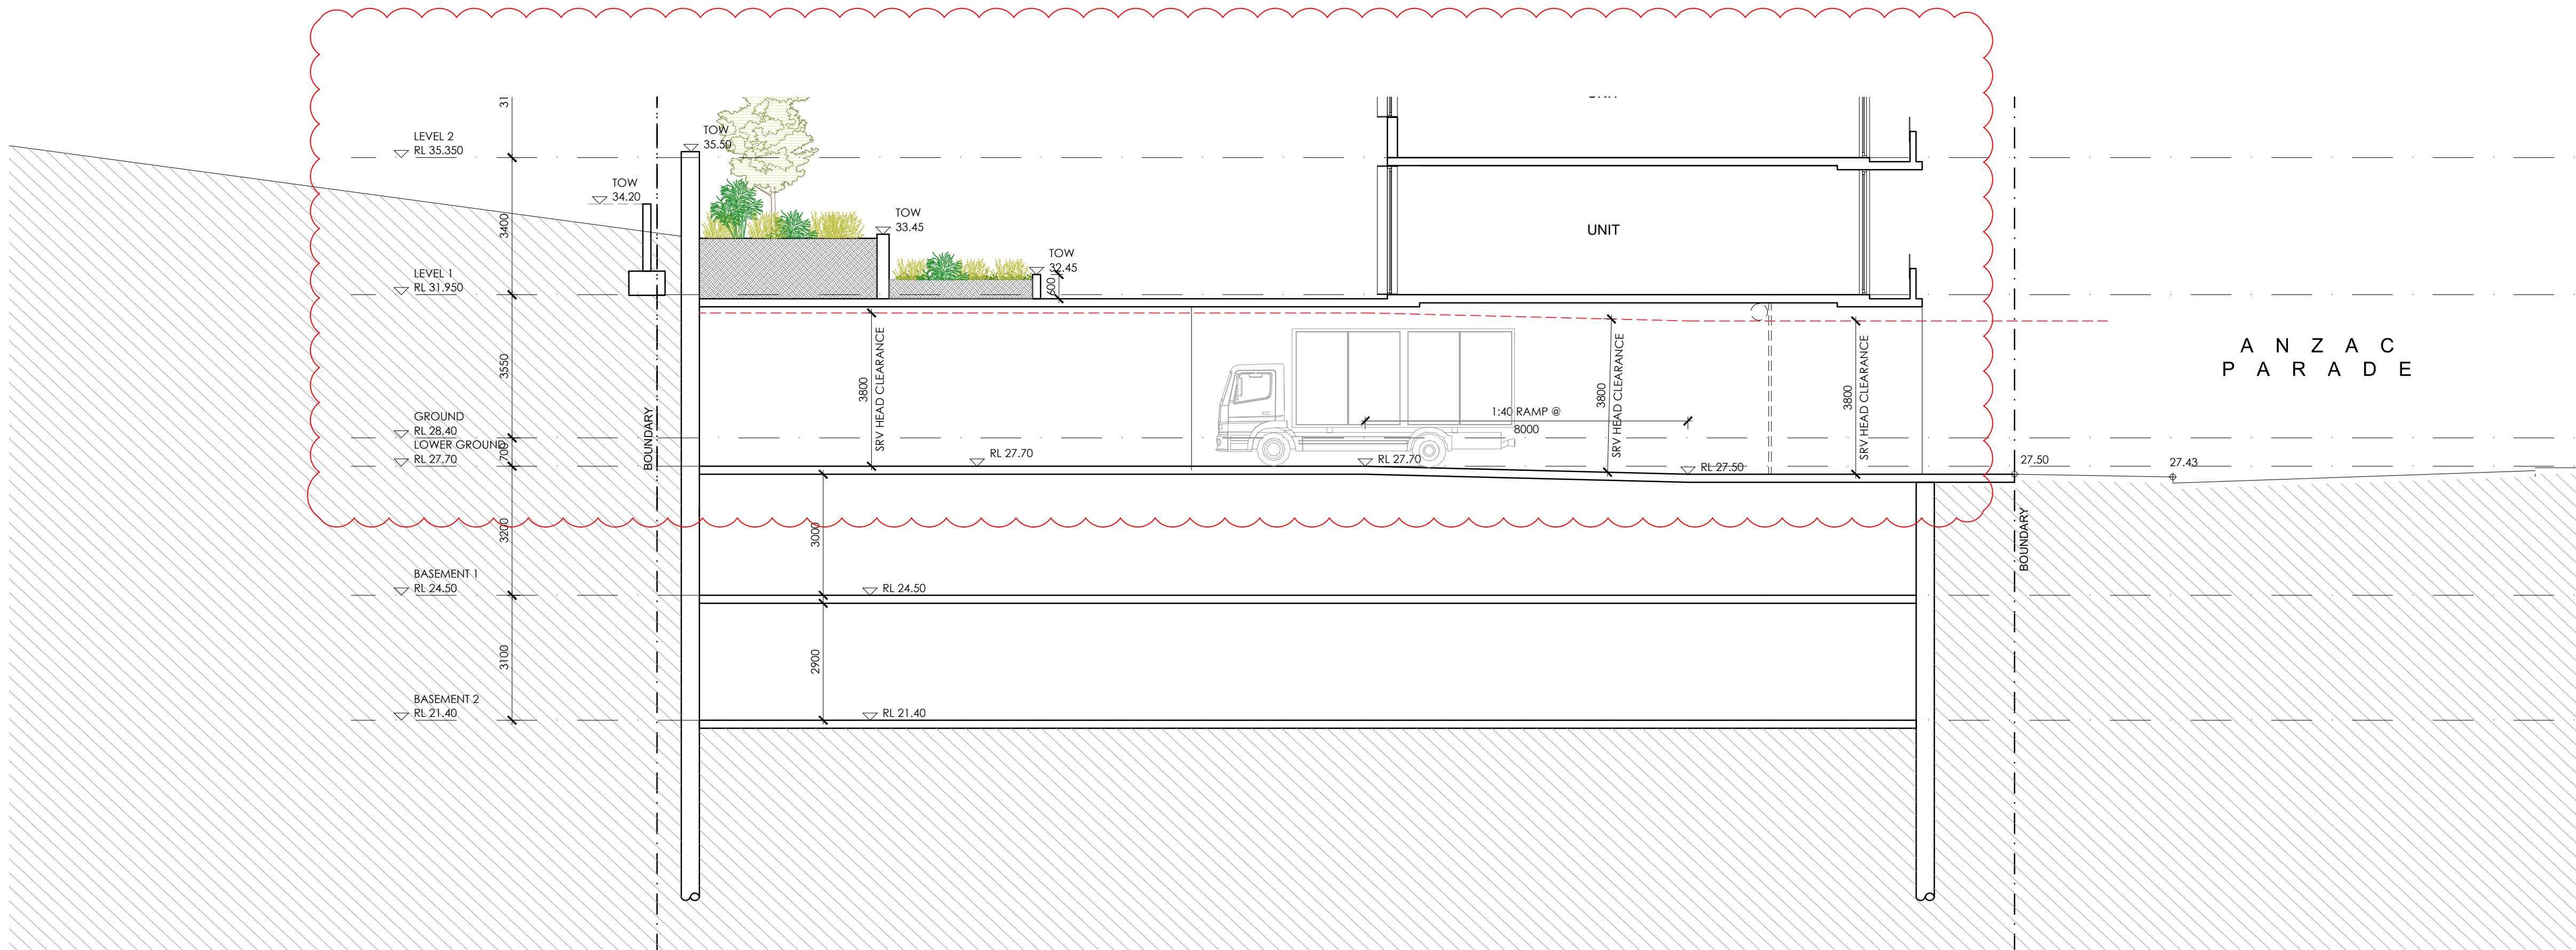 31
UNIT
LEVEL 2
RL 35.350
TOW
35.50
TOW
34.20
3400
TOW
33.45
UNIT
TOW
32.45
600
LEVEL 1
RL 31.950
3550
3800
SRV HEAD CLEARANCE
3800
SRV HEAD CLEARANCE
3800
SRV HEAD CLEARANCE
ANZAC
PARADE
1:40 RAMP @
8000
BOUNDARY
GROUND
RL 28.40
LOWER GROUND
RL 27.70
700
RL 27.70
RL 27.70
RL 27.50
27.50
27.43
3200
3000
BOUNDARY
BASEMENT 1
RL 24.50
RL 24.50
3100
2900
BASEMENT 2
RL 21.40
RL 21.40